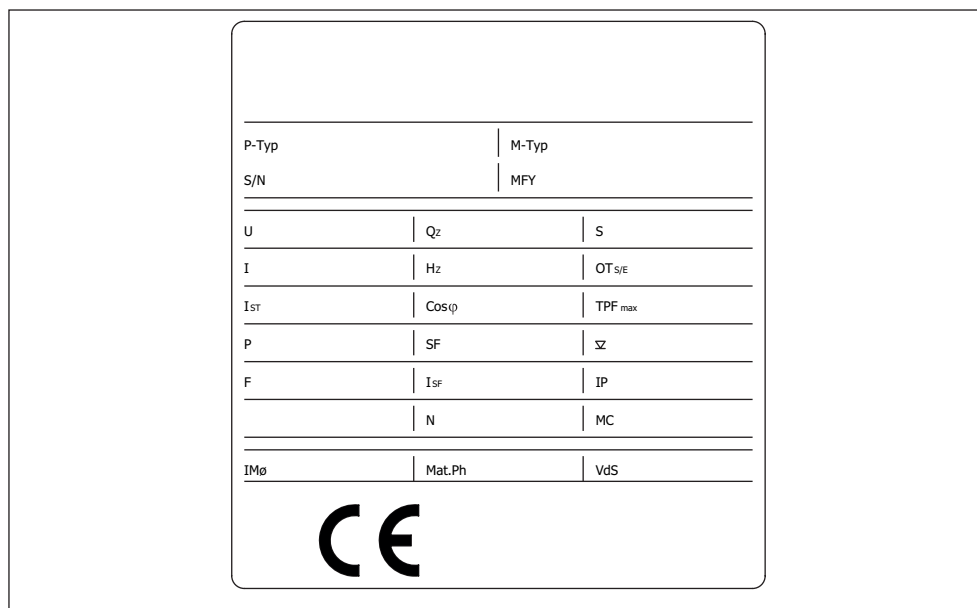 P-Typ M-Typ
S/N MFY
U Qz S
I Hz OT S/E
IST Cosφ TPF max
P SF
F ISF IP
N MC
IMø Mat.Ph VdS
CE